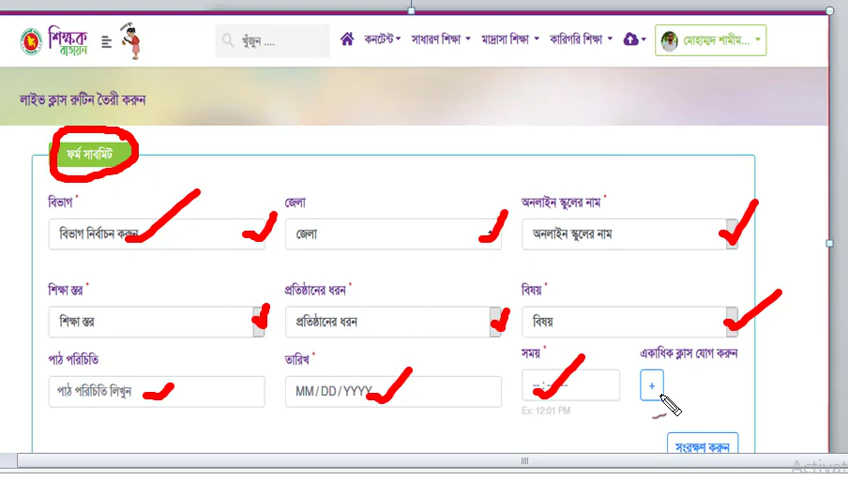 শিক্ষক
বাতায়ন
খুঁজুন ....
কনটেন্ট
সাধারণ শিক্ষা
মাদ্রাসা শিক্ষা
কারিগরি শিক্ষা
মোহাম্মদ শামীম...
লাইভ ক্লাস রুটিন তৈরী করুন
ফর্ম সাবমিট
বিভাগ *
জেলা
অনলাইন স্কুলের নাম *
বিভাগ নির্বাচন করুন
জেলা
অনলাইন স্কুলের নাম
শিক্ষা স্তর *
প্রতিষ্ঠানের ধরন *
বিষয় *
শিক্ষা স্তর
প্রতিষ্ঠানের ধরন
বিষয়
পাঠ পরিচিতি
তারিখ *
সময় *
একাধিক ক্লাস যোগ করুন
পাঠ পরিচিতি লিখুন
MM / DD / YYYY
--:-- --
+
Ex: 12:01 PM
সংরক্ষণ করুন
Activat